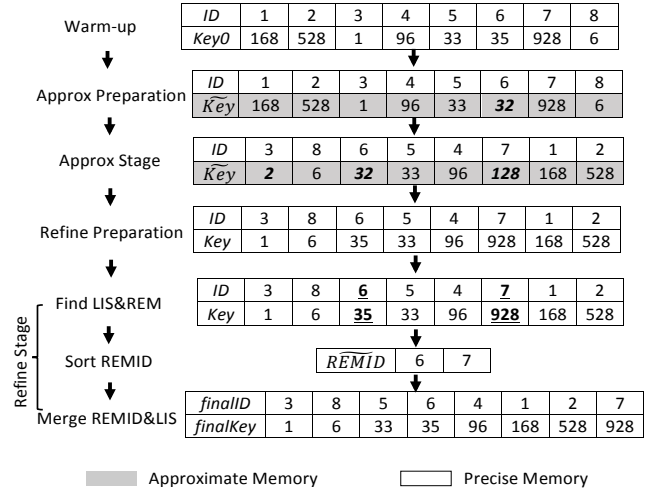 Warm-up
ID 1 2 3 4 5 6 7 8
Key0 168 528 1 96 33 35 928 6
Approx Preparation
ID 1 2 3 4 5 6 7 8
K͠e͠y 168 528 1 96 33 32 928 6
Approx Stage
ID 3 8 6 5 4 7 1 2
K͠e͠y 2 6 32 33 96 128 168 528
Refine Preparation
ID 3 8 6 5 4 7 1 2
Key 1 6 35 33 96 928 168 528
Refine Stage
Find LIS&REM
ID 3 8 6 5 4 7 1 2
Key 1 6 35 33 96 928 168 528
Sort REMID
R͠E͠M͠I͠D 6 7
Merge REMID&LIS
finalID 3 8 5 6 4 1 2 7
finalKey 1 6 33 35 96 168 528 928
Approximate Memory
Precise Memory